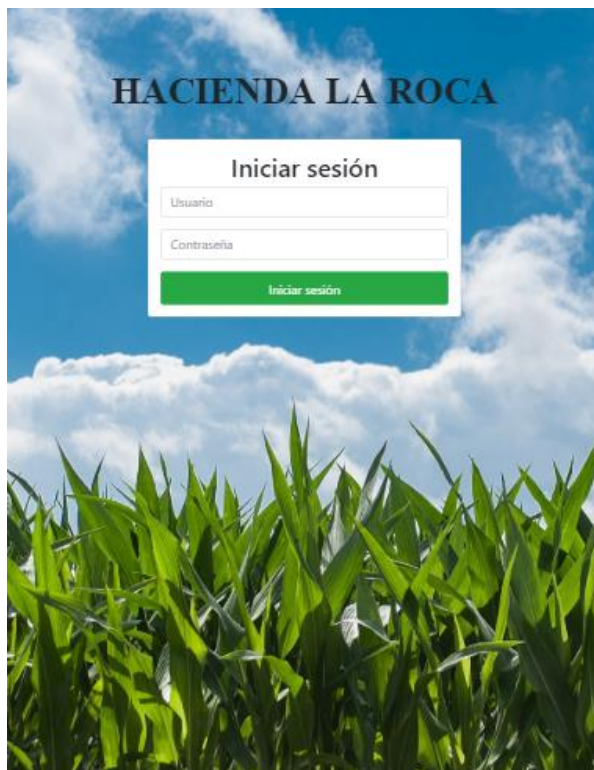 HACIENDA LA ROCA
Iniciar sesión
Usuario
Contraseña
Iniciar sesión